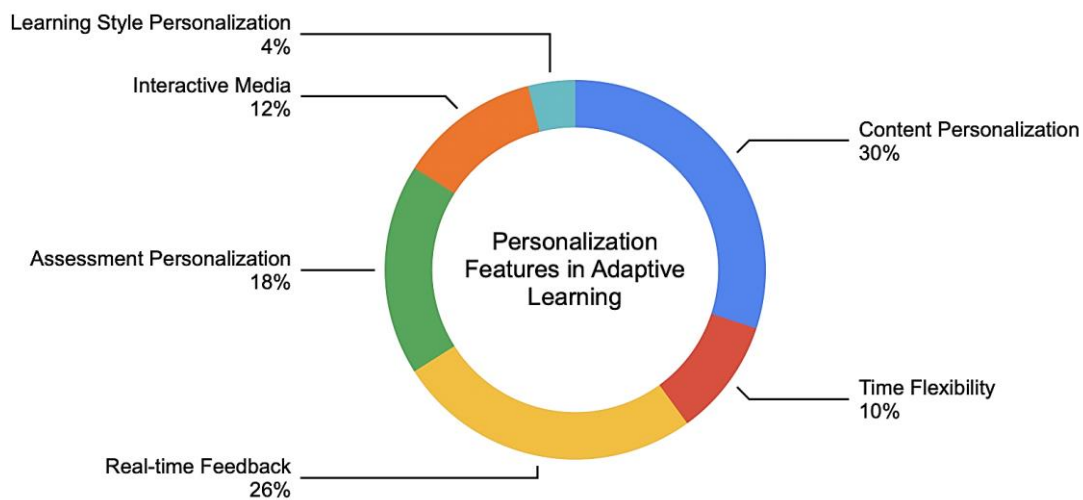 Learning Style Personalization
4%
Interactive Media
12%
Content Personalization
30%
Assessment Personalization
18%
Personalization
Features in Adaptive
Learning
Time Flexibility
10%
Real-time Feedback
26%